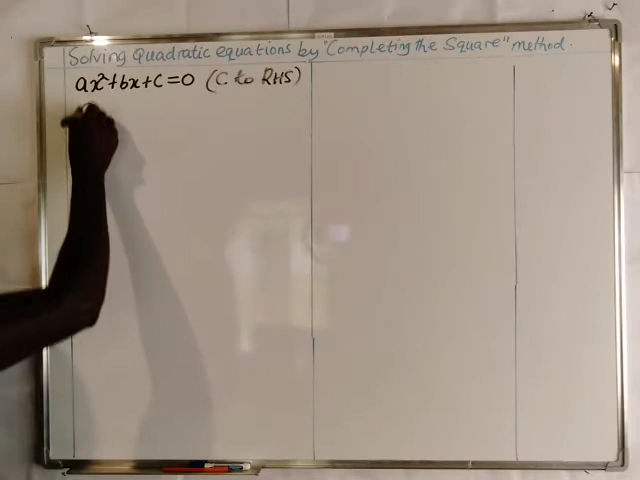 Solving Quadratic equations by "Completing the Square" method.
ax²+bx+c=0 (C to RHS)